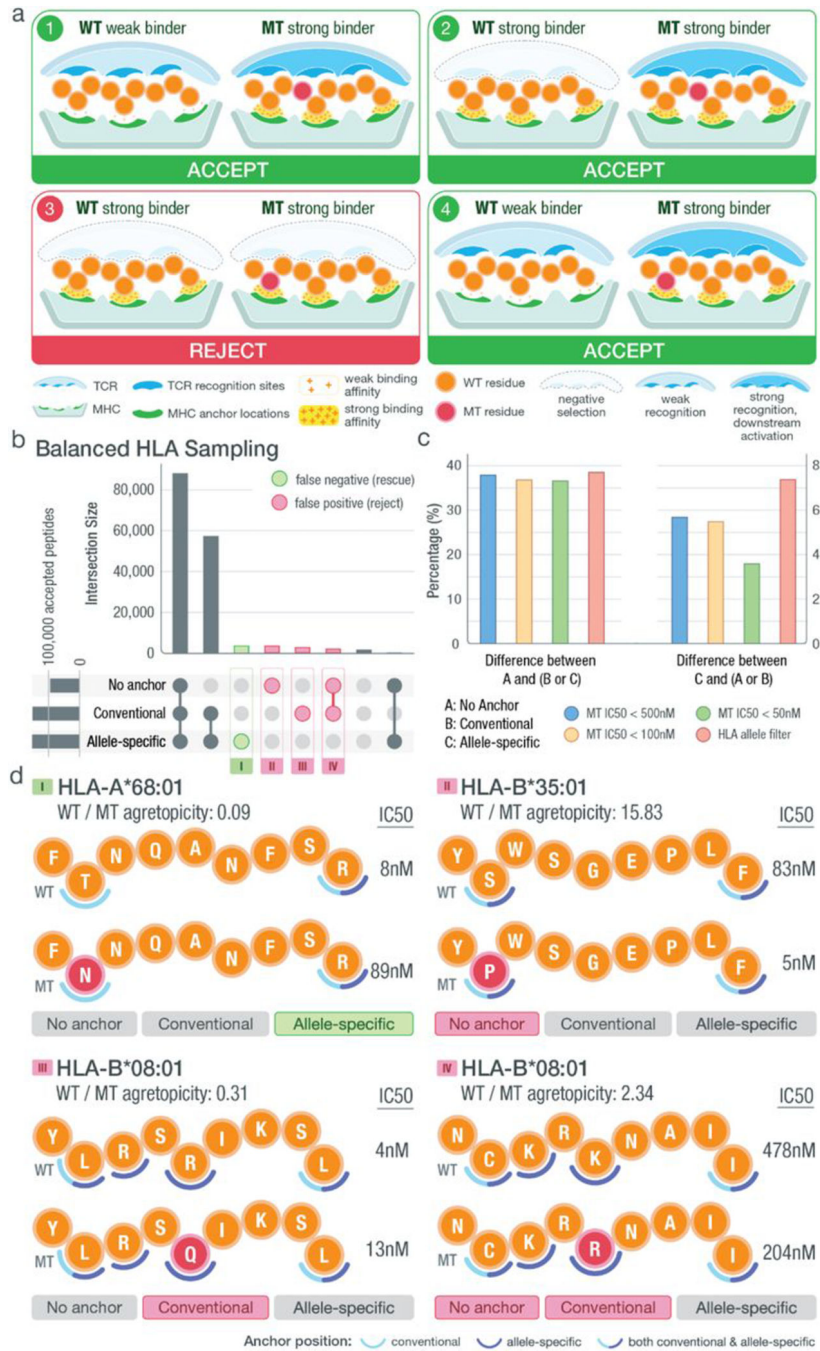 a
1 WT weak binder MT strong binder
ACCEPT
2 WT weak binder MT strong binder
ACCEPT
3 WT strong binder MT strong binder
REJECT
4 WT weak binder MT strong binder
ACCEPT
TCR
MHC
TCR recognition sites
MHC anchor locations
weak binding
affinity
strong binding
affinity
WT residue
MT residue
negative
selection
weak
recognition
strong
recognition,
downstream
activation
b Balanced HLA Sampling
false negative (rescue)
false positive (reject)
Intersection Size
80,000
60,000
40,000
20,000
0
100,000 accepted peptides
0
No anchor
Conventional
Allele-specific
I II III IV
c
Percentage (%)
40
30
20
10
0
8
6
4
2
0
Difference between
A and (B or C)
Difference between
C and (A or B)
A: No Anchor
B: Conventional
C: Allele-specific
MT IC50 < 500nM
MT IC50 < 100nM
MT IC50 < 50nM
HLA allele filter
d
I HLA-A*68:01
WT / MT agretopicity: 0.09
IC50
F T N Q A N F S R
WT
8nM
F N N Q A N F S R
MT
89nM
No anchor Conventional Allele-specific
II HLA-B*35:01
WT / MT agretopicity: 15.83
IC50
Y S W S G E P L F
WT
83nM
Y P W S G E P L F
MT
5nM
No anchor Conventional Allele-specific
III HLA-B*08:01
WT / MT agretopicity: 0.31
IC50
Y L R S R I K S L
WT
4nM
Y L R S Q I K S L
MT
13nM
No anchor Conventional Allele-specific
IV HLA-B*08:01
WT / MT agretopicity: 2.34
IC50
N C K R K N A I I
WT
478nM
N C K R R N A I I
MT
204nM
No anchor Conventional Allele-specific
Anchor position: conventional allele-specific both conventional & allele-specific